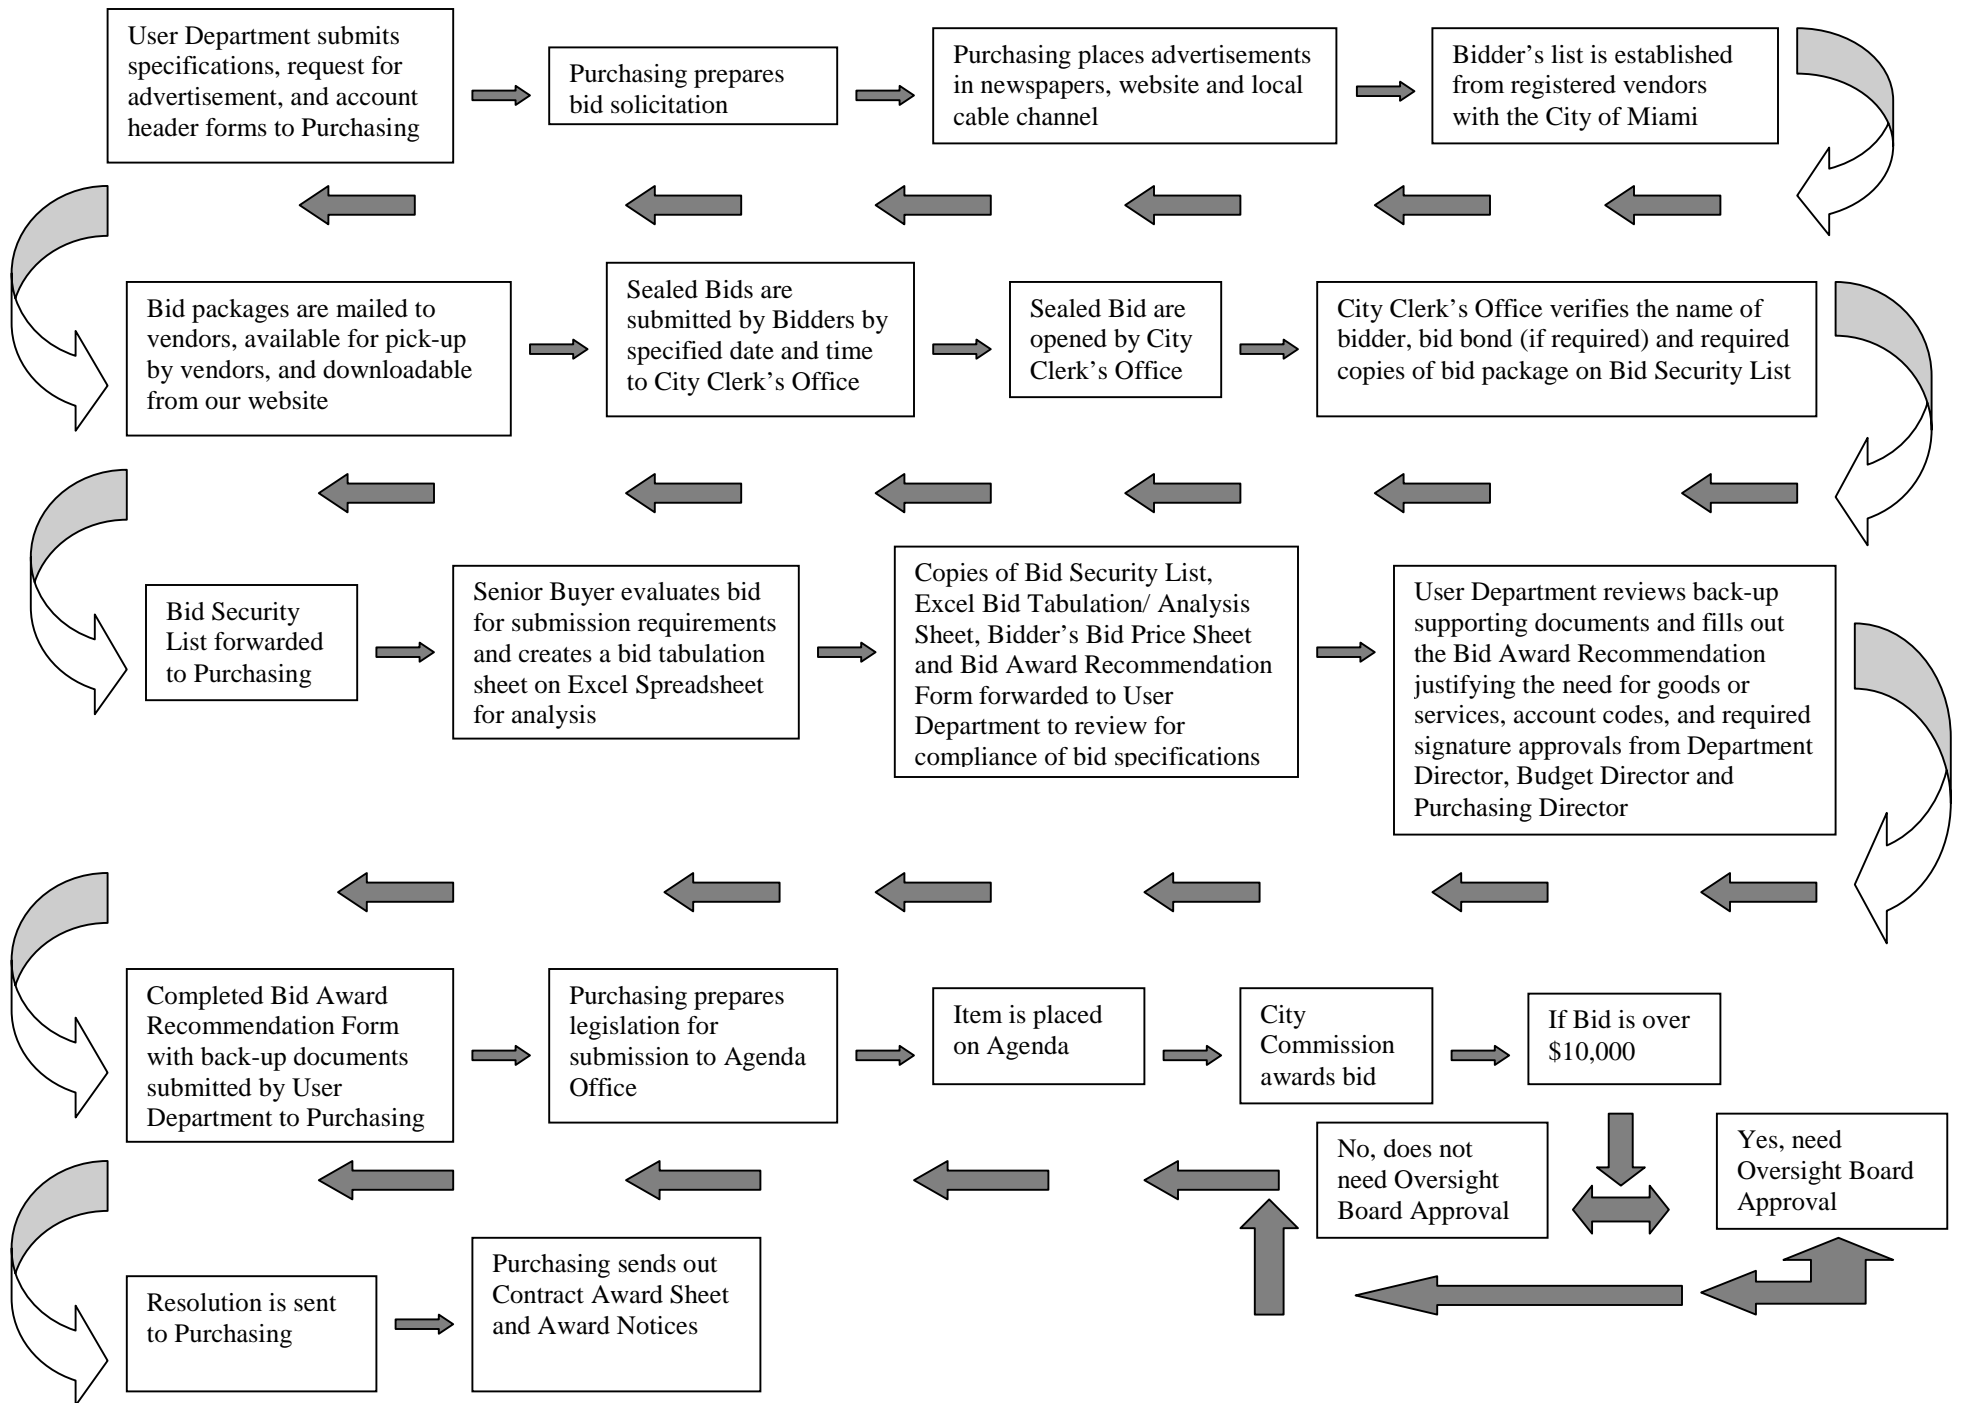 User Department submits
specifications, request for
advertisement, and account
header forms to Purchasing
Purchasing prepares
bid solicitation
Purchasing places advertisements
in newspapers, website and local
cable channel
Bidder’s list is established
from registered vendors
with the City of Miami
Bid packages are mailed to
vendors, available for pick-up
by vendors, and downloadable
from our website
Sealed Bids are
submitted by Bidders by
specified date and time
to City Clerk’s Office
Sealed Bid are
opened by City
Clerk’s Office
City Clerk’s Office verifies the name of
bidder, bid bond (if required) and required
copies of bid package on Bid Security List
Bid Security
List forwarded
to Purchasing
Senior Buyer evaluates bid
for submission requirements
and creates a bid tabulation
sheet on Excel Spreadsheet
for analysis
Copies of Bid Security List,
Excel Bid Tabulation/ Analysis
Sheet, Bidder’s Bid Price Sheet
and Bid Award Recommendation
Form forwarded to User
Department to review for
compliance of bid specifications
User Department reviews back-up
supporting documents and fills out
the Bid Award Recommendation
justifying the need for goods or
services, account codes, and required
signature approvals from Department
Director, Budget Director and
Purchasing Director
Completed Bid Award
Recommendation Form
with back-up documents
submitted by User
Department to Purchasing
Purchasing prepares
legislation for
submission to Agenda
Office
Item is placed
on Agenda
City
Commission
awards bid
If Bid is over
$10,000
No, does not
need Oversight
Board Approval
Yes, need
Oversight Board
Approval
Resolution is sent
to Purchasing
Purchasing sends out
Contract Award Sheet
and Award Notices